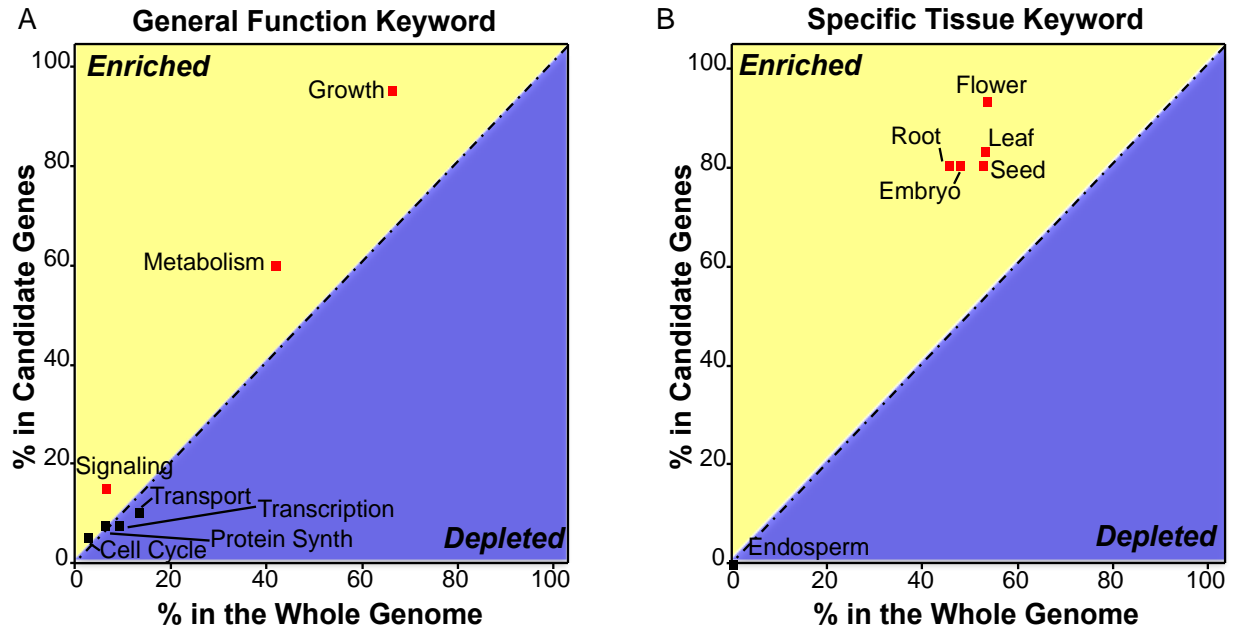 A
General Function Keyword
Enriched
Depleted
Growth
Metabolism
Signaling
Transport
Transcription
Protein Synth
Cell Cycle
% in Candidate Genes
100
80
60
40
20
0
0 20 40 60 80 100
% in the Whole Genome
B
Specific Tissue Keyword
Enriched
Depleted
Flower
Root
Leaf
Embryo
Seed
Endosperm
% in Candidate Genes
100
80
60
40
20
0
0 20 40 60 80 100
% in the Whole Genome